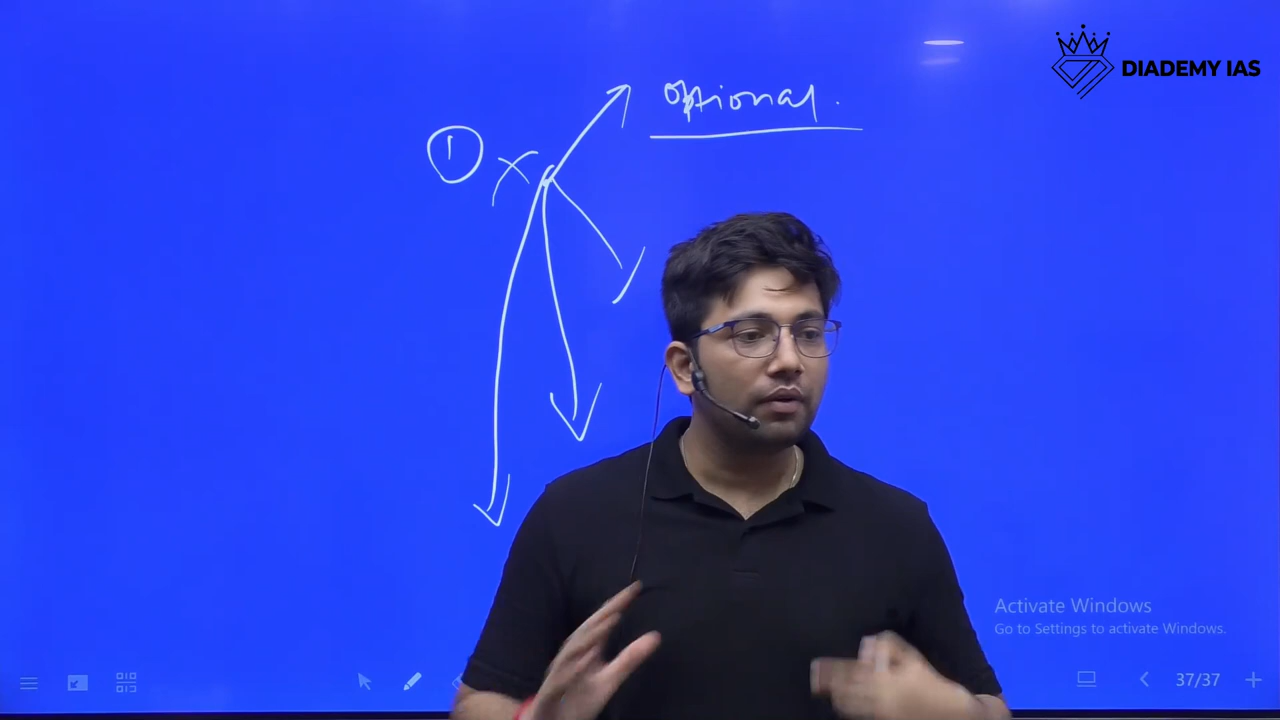 DIADEMY IAS
optional.
① X
Activate Windows
Go to Settings to activate Windows.
37/37